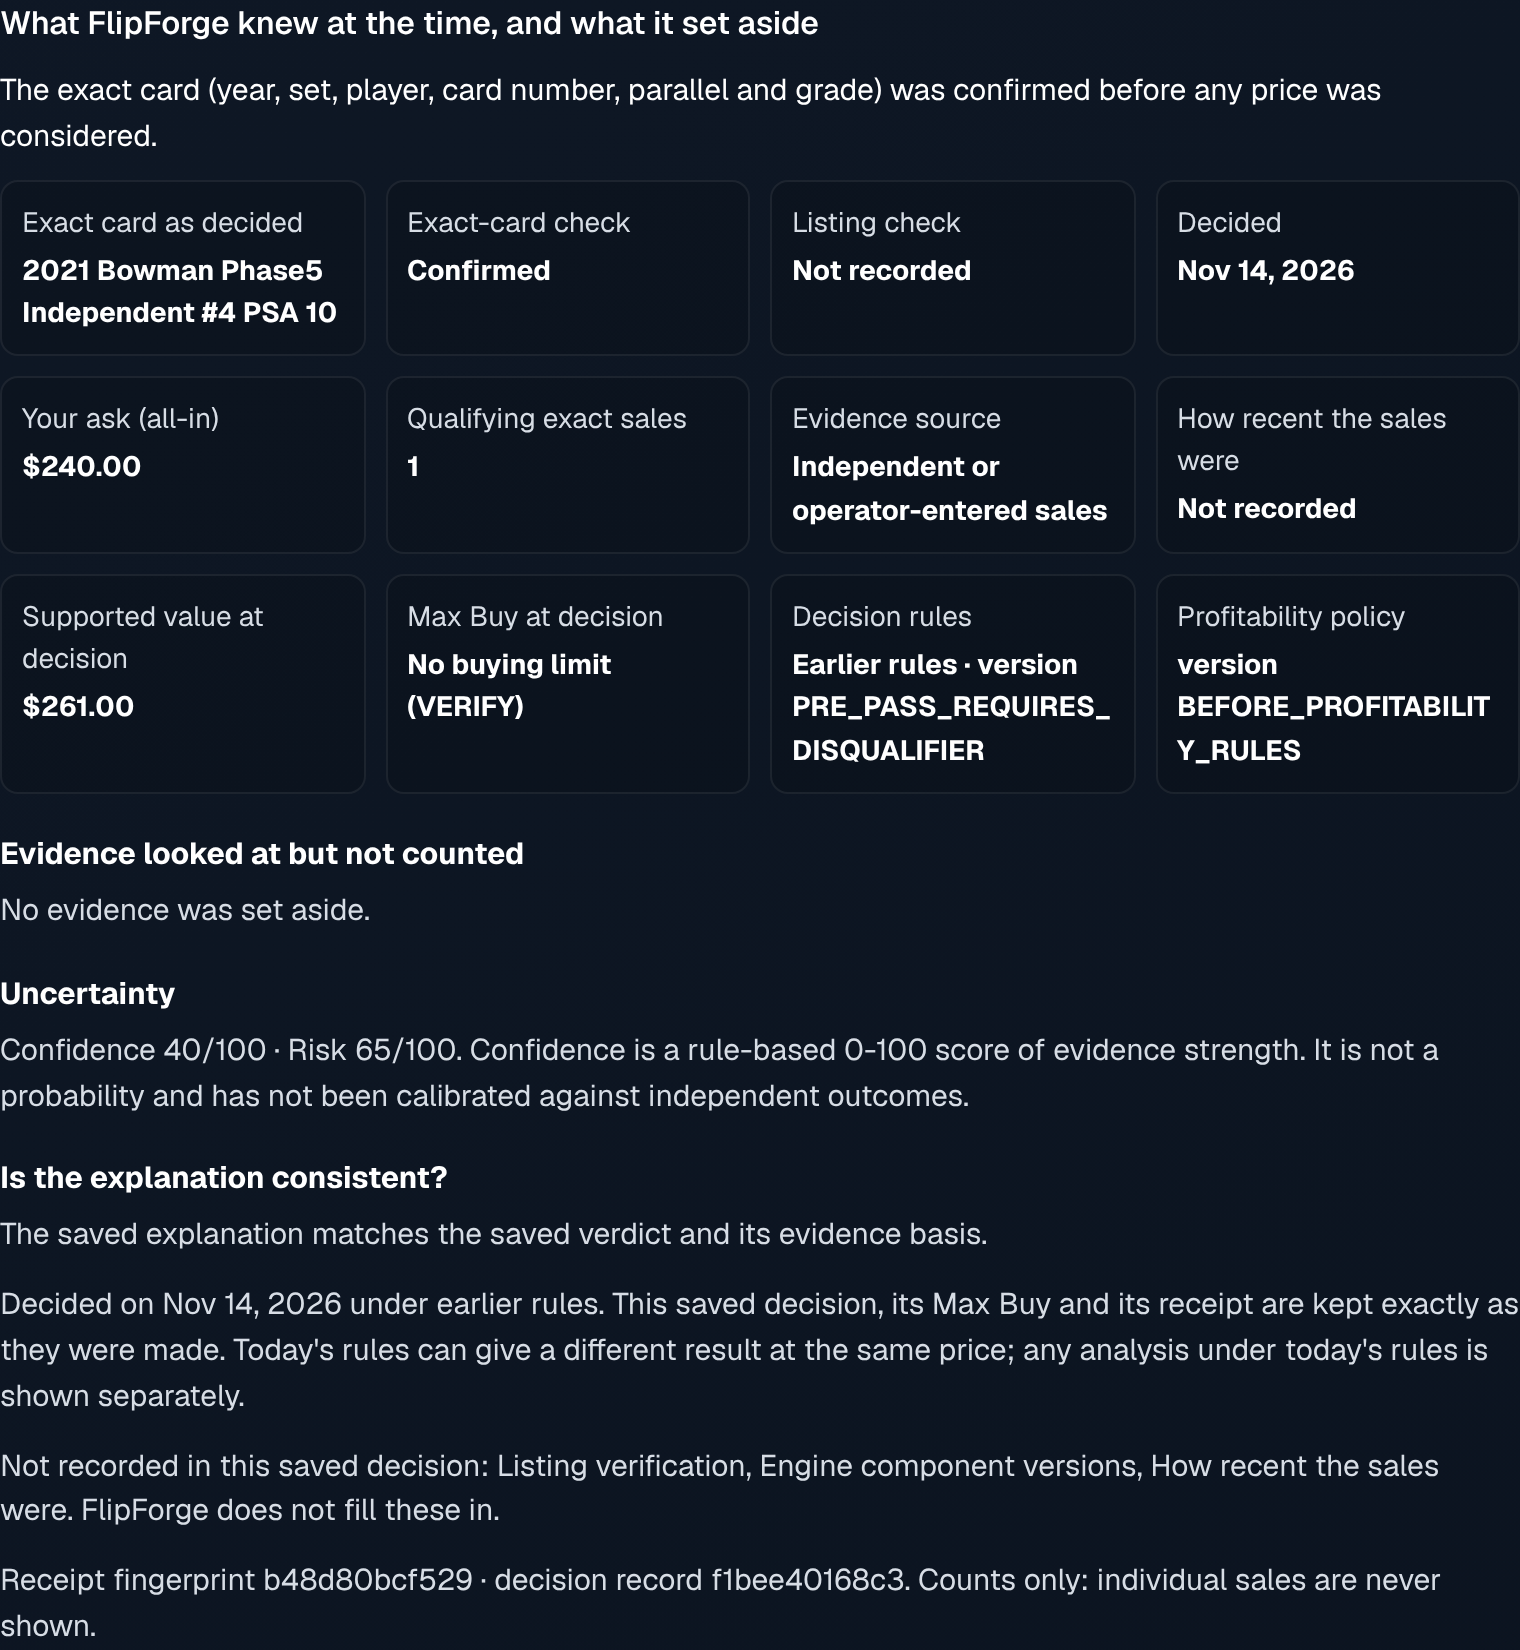 What FlipForge knew at the time, and what it set aside
The exact card (year, set, player, card number, parallel and grade) was confirmed before any price was
considered.
Exact card as decided
2021 Bowman Phase5
Independent #4 PSA 10
Exact-card check
Confirmed
Listing check
Not recorded
Decided
Nov 14, 2026
Your ask (all-in)
$240.00
Qualifying exact sales
1
Evidence source
Independent or
operator-entered sales
How recent the sales
were
Not recorded
Supported value at
decision
$261.00
Max Buy at decision
No buying limit
(VERIFY)
Decision rules
Earlier rules · version
PRE_PASS_REQUIRES_
DISQUALIFIER
Profitability policy
version
BEFORE_PROFITABILIT
Y_RULES
Evidence looked at but not counted
No evidence was set aside.
Uncertainty
Confidence 40/100 · Risk 65/100. Confidence is a rule-based 0-100 score of evidence strength. It is not a
probability and has not been calibrated against independent outcomes.
Is the explanation consistent?
The saved explanation matches the saved verdict and its evidence basis.
Decided on Nov 14, 2026 under earlier rules. This saved decision, its Max Buy and its receipt are kept exactly as
they were made. Today's rules can give a different result at the same price; any analysis under today's rules is
shown separately.
Not recorded in this saved decision: Listing verification, Engine component versions, How recent the sales
were. FlipForge does not fill these in.
Receipt fingerprint b48d80bcf529 · decision record f1bee40168c3. Counts only: individual sales are never
shown.